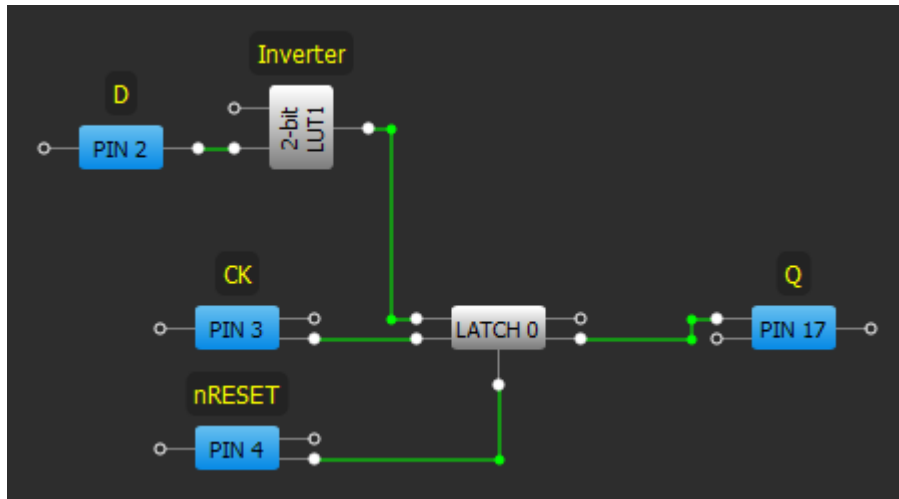 Inverter
D
2-bit
LUT1
PIN 2
CK
Q
PIN 3
LATCH 0
PIN 17
nRESET
PIN 4